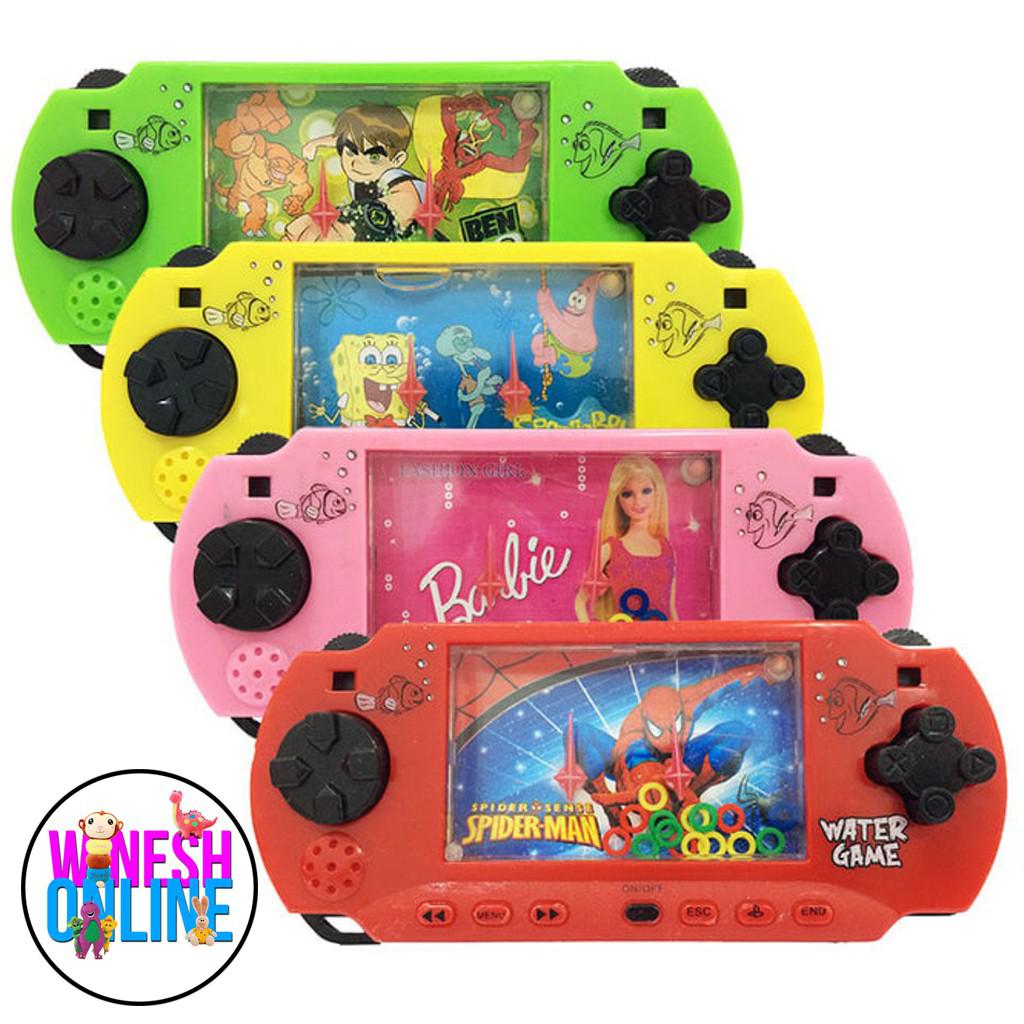 BEN
FASHION GIRL
Barbie
SPIDER SENSE
SPIDER-MAN
WATER
GAME
ON/OFF
MENU
ESC
END
WINESH
ONLINE